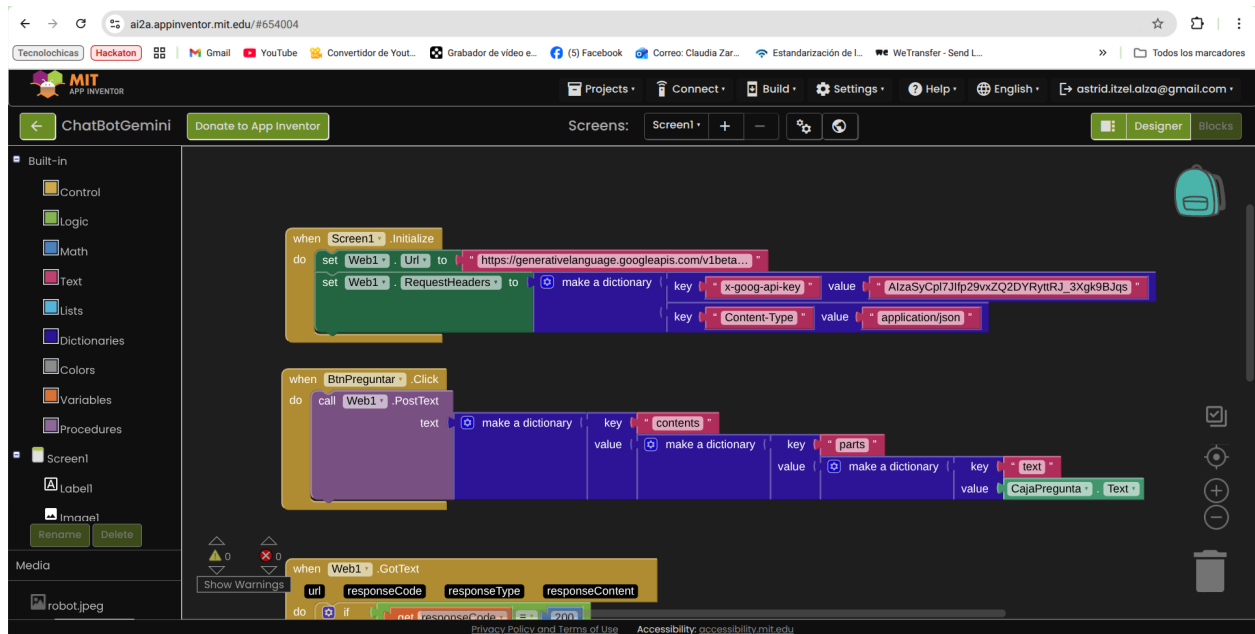 ai2a.appinventor.mit.edu/#654004
Tecnolochicas Hackaton Gmail YouTube Convertidor de Yout... Grabador de vídeo e... (5) Facebook Correo: Claudia Zar... Estandarización de l... WeTransfer - Send L... » Todos los marcadores
MIT
APP INVENTOR
Projects Connect Build Settings Help English astrid.itzel.alza@gmail.com
ChatBotGemini Donate to App Inventor Screens: Screen1 Designer Blocks
Built-in
Control
Logic
Math
Text
Lists
Dictionaries
Colors
Variables
Procedures
Screen1
Label1
Image1
Rename Delete
Media
robot.jpeg
when Screen1 .Initialize
do set Web1 . Url to " https://generativelanguage.googleapis.com/v1beta... "
set Web1 . RequestHeaders to make a dictionary key " x-goog-api-key " value " "
key " Content-Type " value " application/json "
when BtnPreguntar .Click
do call Web1 .PostText
text make a dictionary key " contents "
value make a dictionary key " parts "
value make a dictionary key " text "
value CajaPregunta . Text
0 0
Show Warnings
when Web1 .GotText
url responseCode responseType responseContent
do if get responseCode = 200
Privacy Policy and Terms of Use Accessibility: accessibility.mit.edu